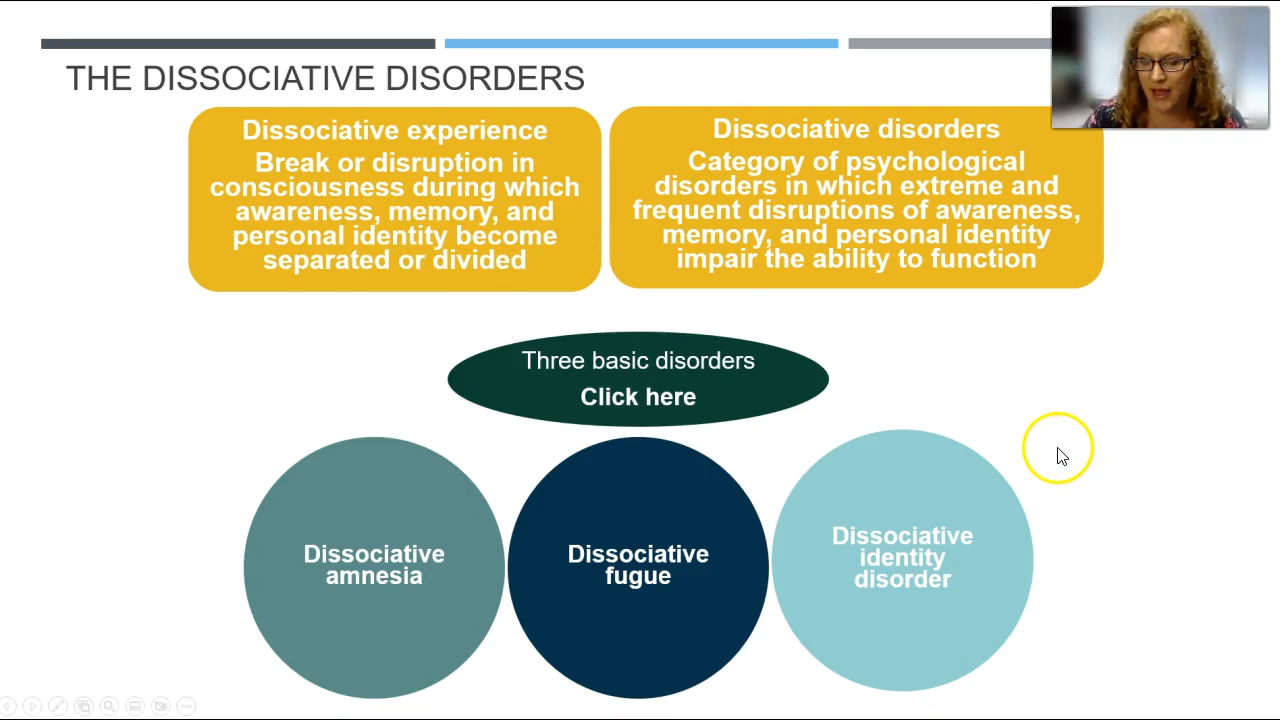 THE DISSOCIATIVE DISORDERS
Dissociative experience
Break or disruption in
consciousness during which
awareness, memory, and
personal identity become
separated or divided
Dissociative disorders
Category of psychological
disorders in which extreme and
frequent disruptions of awareness,
memory, and personal identity
impair the ability to function
Three basic disorders
Click here
Dissociative
amnesia
Dissociative
fugue
Dissociative
identity
disorder